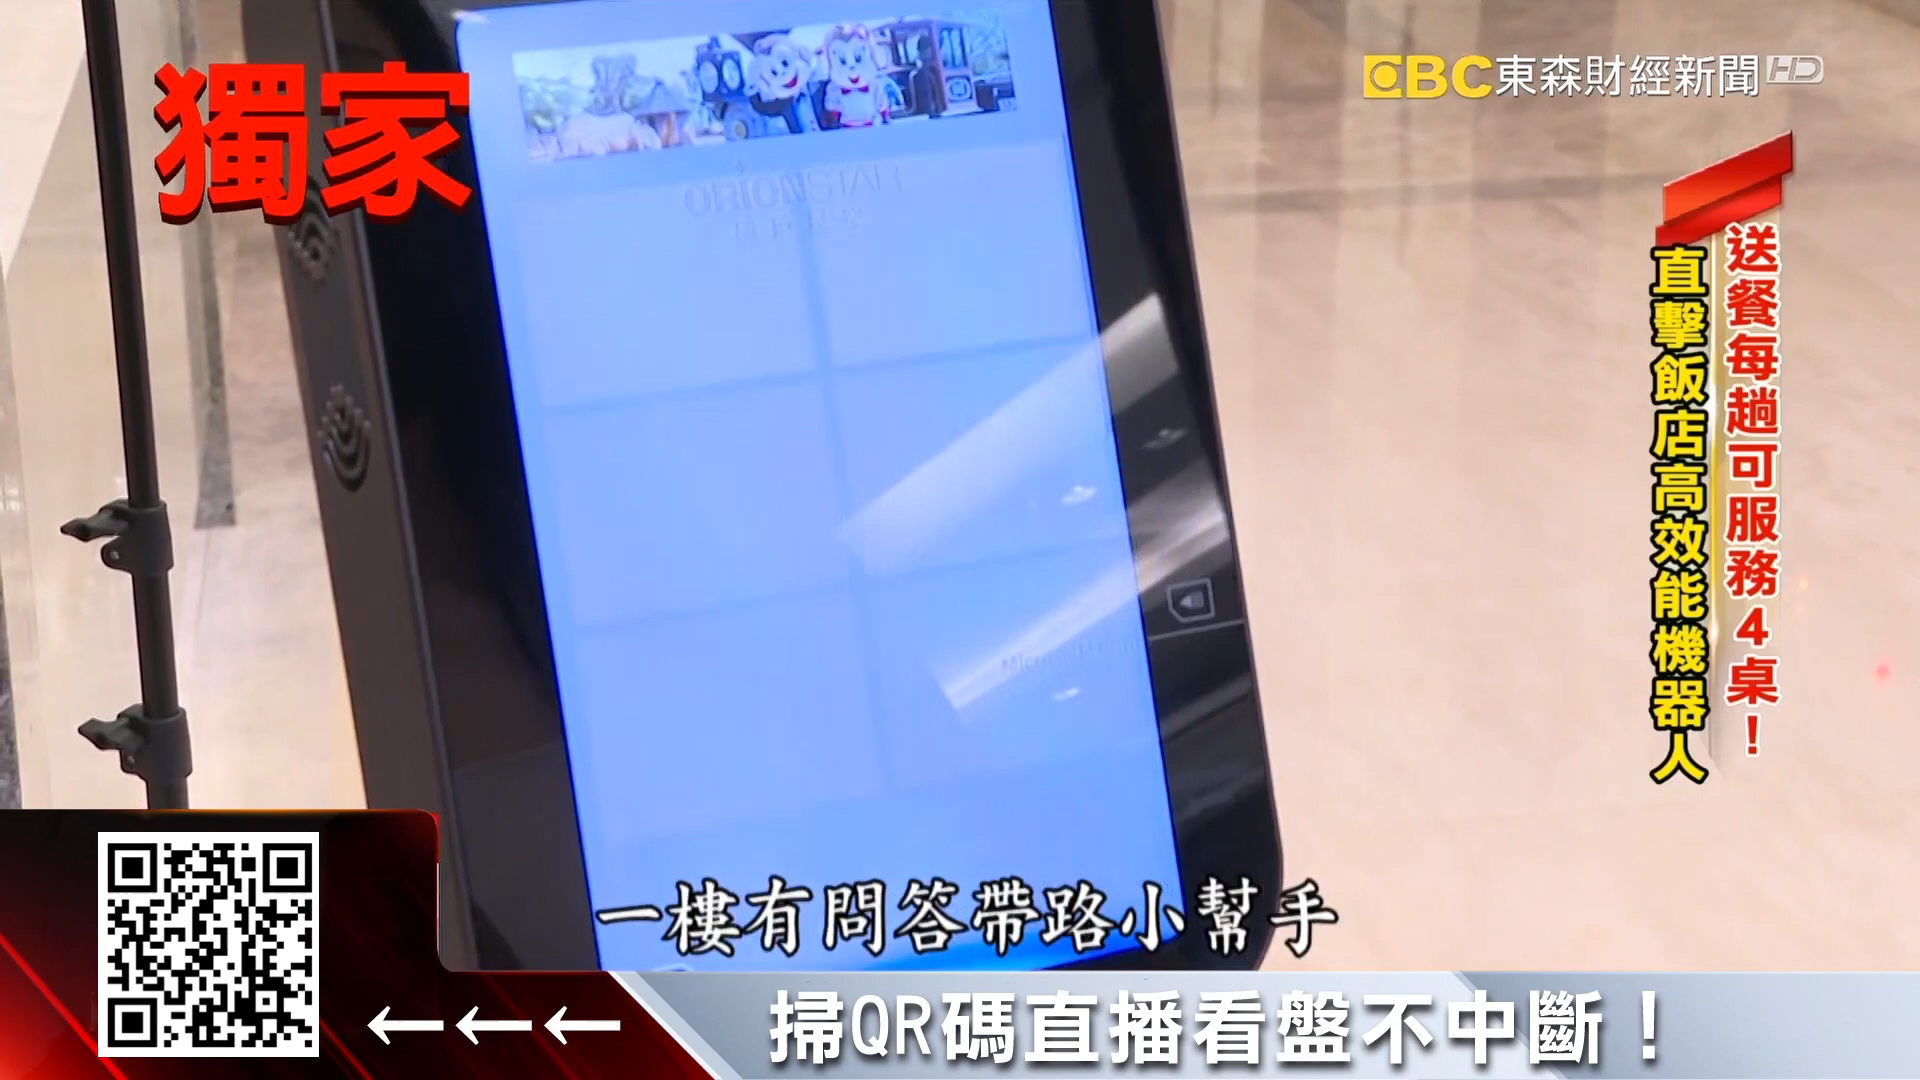 獨家
EBC東森財經新聞HD
送餐每趟可服務4桌！
直擊飯店高效能機器人
ORIONSTAR
一樓有問答帶路小幫手
←←←
掃QR碼直播看盤不中斷！